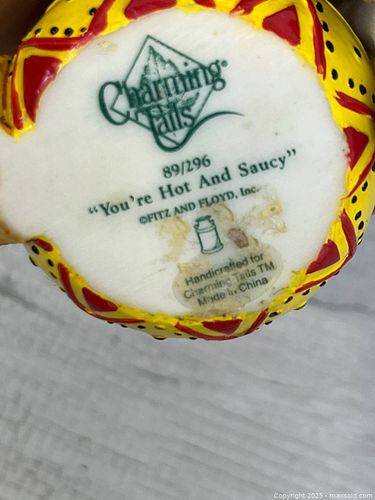 Charming®
Tails
89/296
"You're Hot And Saucy"
©FITZ AND FLOYD, Inc.
Handcrafted for
Charming Tails TM
Made in China
Copyright 2025 - maxsold.com